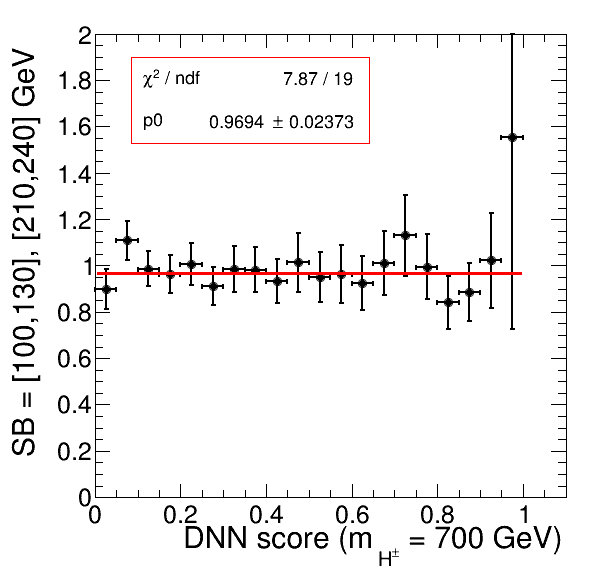 χ² / ndf 7.87 / 19
p0 0.9694 ± 0.02373
SB = [100,130], [210,240] GeV
2
1.8
1.6
1.4
1.2
1
0.8
0.6
0.4
0.2
0
0 0.2 0.4 0.6 0.8 1
DNN score (m_H± = 700 GeV)